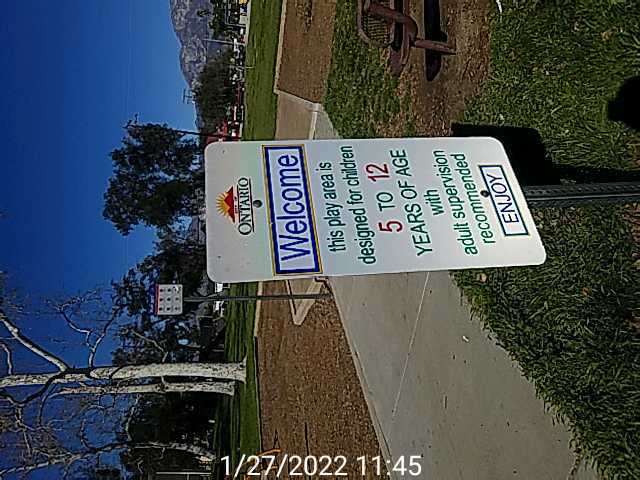 ONTARIO
Welcome
this play area is
designed for children
5 TO 12
YEARS OF AGE
with
adult supervision
recommended
ENJOY
1/27/2022 11:45